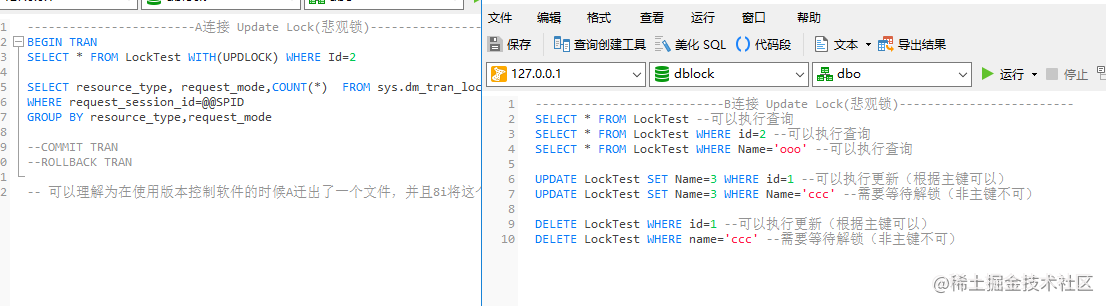 1 ---------------------A连接 Update Lock(悲观锁)---------------
2 BEGIN TRAN
3 SELECT * FROM LockTest WITH(UPDLOCK) WHERE Id=2
5 SELECT resource_type, request_mode,COUNT(*) FROM sys.dm_tran_loc
6 WHERE request_session_id=@@SPID
7 GROUP BY resource_type,request_mode
9 --COMMIT TRAN
0 --ROLLBACK TRAN
2 -- 可以理解为在使用版本控制软件的时候A迁出了一个文件，并且8i将这个
文件 编辑 格式 查看 运行 窗口 帮助
保存 查询创建工具 美化 SQL () 代码段 文本 导出结果
127.0.0.1 dblock dbo 运行 停止
1 ---------------------------B连接 Update Lock(悲观锁)-------------------------
2 SELECT * FROM LockTest --可以执行查询
3 SELECT * FROM LockTest WHERE id=2 --可以执行查询
4 SELECT * FROM LockTest WHERE Name='ooo' --可以执行查询
5
6 UPDATE LockTest SET Name=3 WHERE id=1 --可以执行更新（根据主键可以）
7 UPDATE LockTest SET Name=3 WHERE Name='ccc' --需要等待解锁（非主键不可）
8
9 DELETE LockTest WHERE id=1 --可以执行更新（根据主键可以）
10 DELETE LockTest WHERE name='ccc' --需要等待解锁（非主键不可）
@稀土掘金技术社区